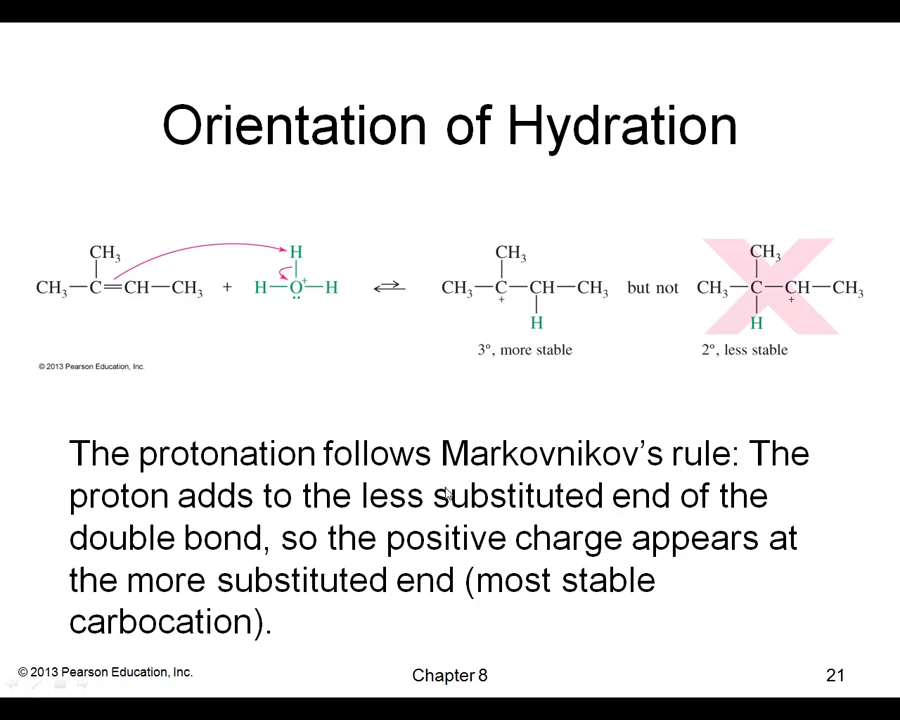 Orientation of Hydration
CH₃ H CH₃ CH₃
CH₃—C=CH—CH₃ + H—O⁺—H ⇌ CH₃—C—CH—CH₃ but not CH₃—C—CH—CH₃
+ +
H H
3°, more stable 2°, less stable
© 2013 Pearson Education, Inc.
The protonation follows Markovnikov’s rule: The
proton adds to the less substituted end of the
double bond, so the positive charge appears at
the more substituted end (most stable
carbocation).
© 2013 Pearson Education, Inc. Chapter 8 21